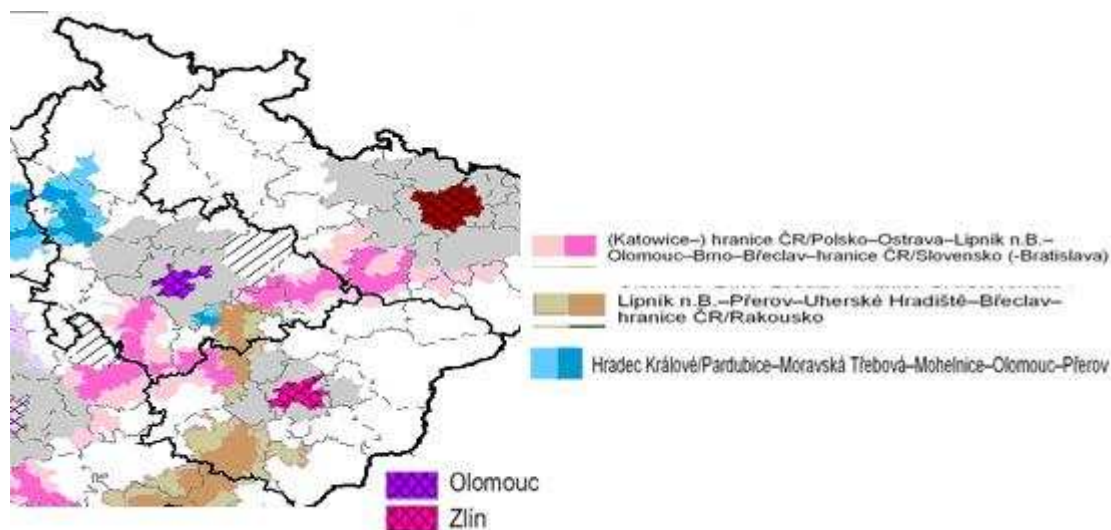 (Katowice–) hranice ČR/Polsko–Ostrava–Lipník n.B.–
Olomouc–Brno–Břeclav–hranice ČR/Slovensko (-Bratislava)
Lipník n.B.–Přerov–Uherské Hradiště–Břeclav–
hranice ČR/Rakousko
Hradec Králové/Pardubice–Moravská Třebová–Mohelnice–Olomouc–Přerov
Olomouc
Zlín